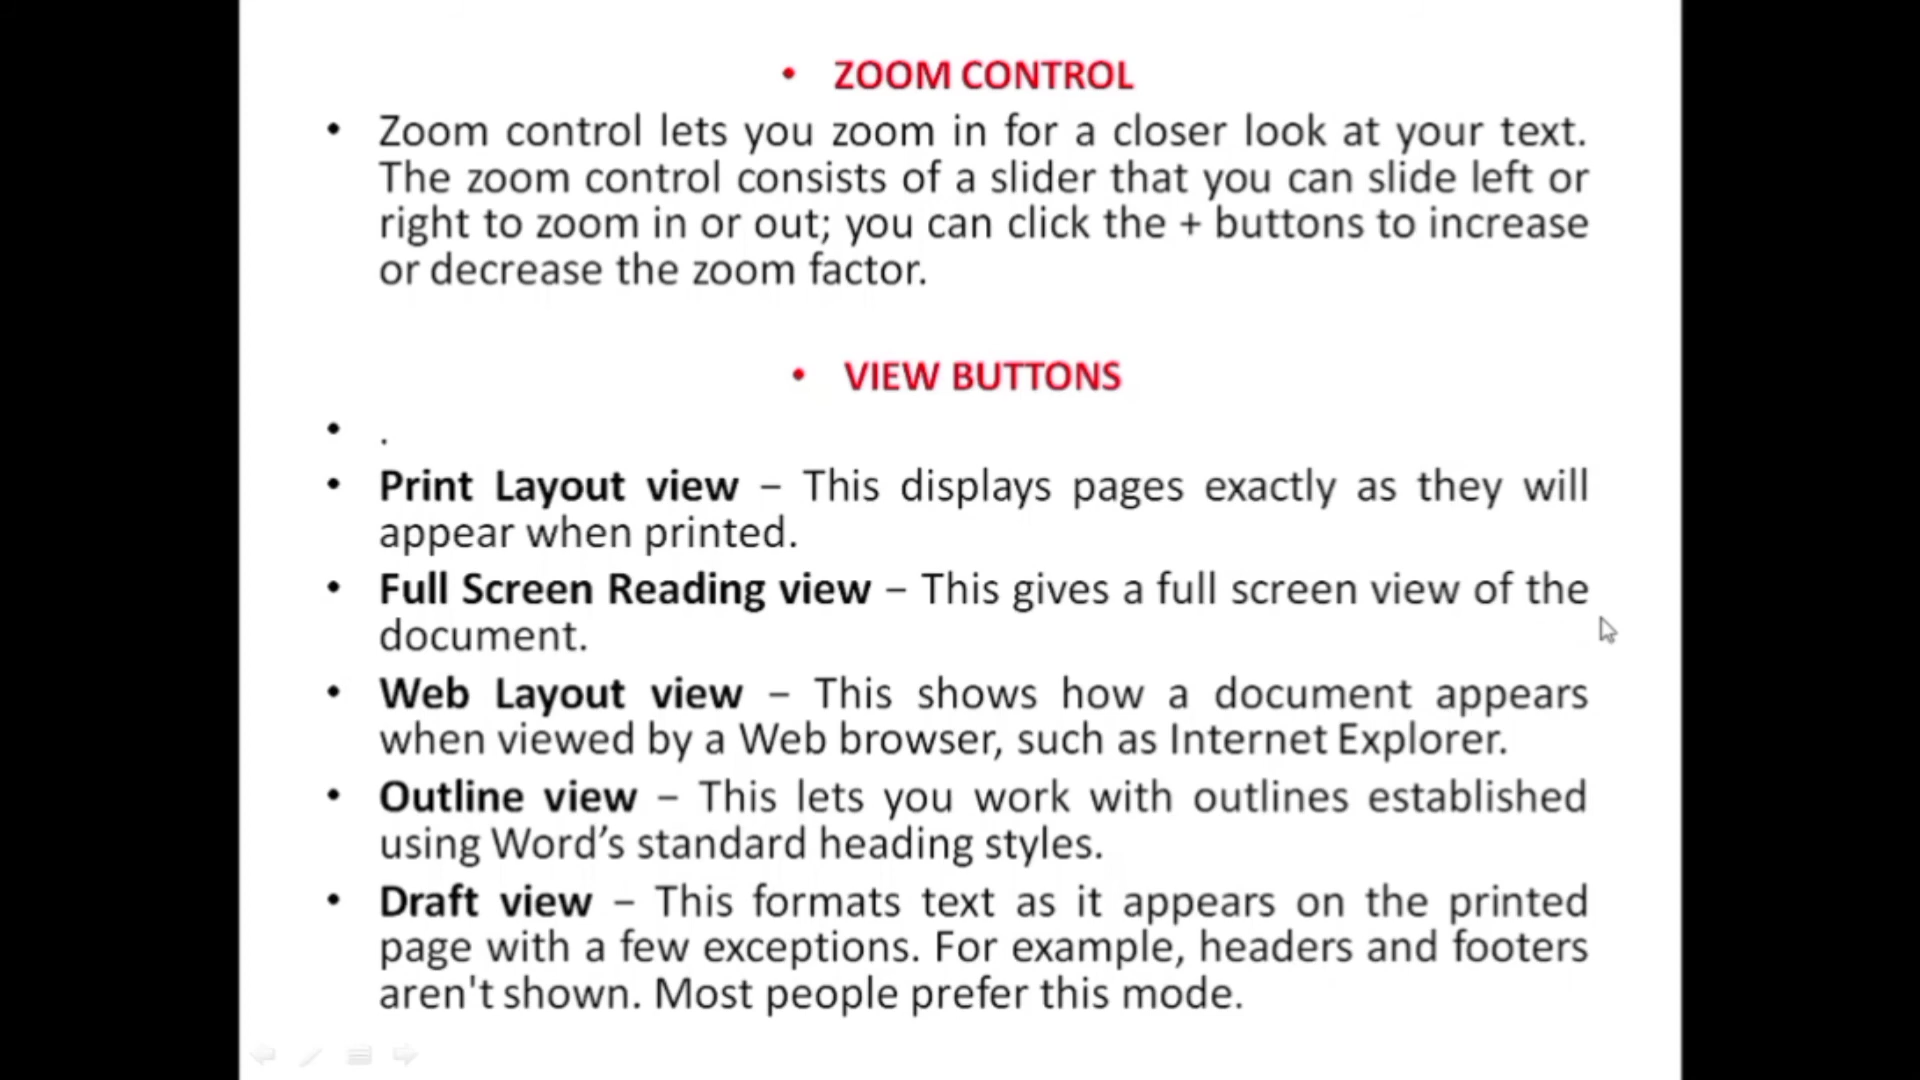 • ZOOM CONTROL
• Zoom control lets you zoom in for a closer look at your text.
The zoom control consists of a slider that you can slide left or
right to zoom in or out; you can click the + buttons to increase
or decrease the zoom factor.
• VIEW BUTTONS
• .
• Print Layout view – This displays pages exactly as they will
appear when printed.
• Full Screen Reading view – This gives a full screen view of the
document.
• Web Layout view – This shows how a document appears
when viewed by a Web browser, such as Internet Explorer.
• Outline view – This lets you work with outlines established
using Word’s standard heading styles.
• Draft view – This formats text as it appears on the printed
page with a few exceptions. For example, headers and footers
aren't shown. Most people prefer this mode.